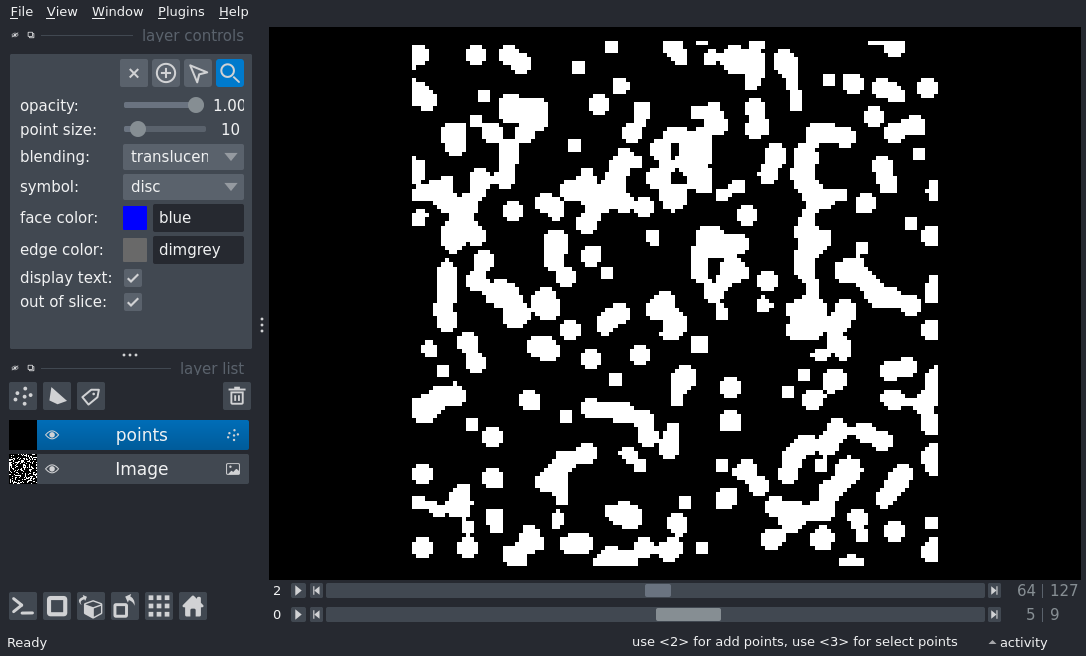 File View Window Plugins Help
layer controls
opacity: 1.00
point size: 10
blending: translucen
symbol: disc
face color: blue
edge color: dimgrey
display text:
out of slice:
layer list
points
Image
2 64 | 127
0 5 | 9
Ready use <2> for add points, use <3> for select points activity